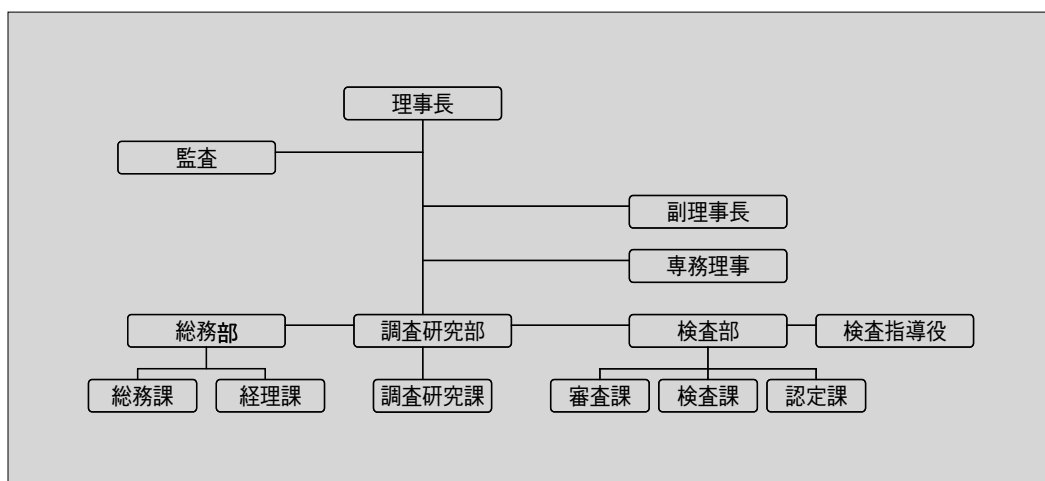 理事長
監査
副理事長
専務理事
総務部
調査研究部
検査部
検査指導役
総務課
経理課
調査研究課
審査課
検査課
認定課